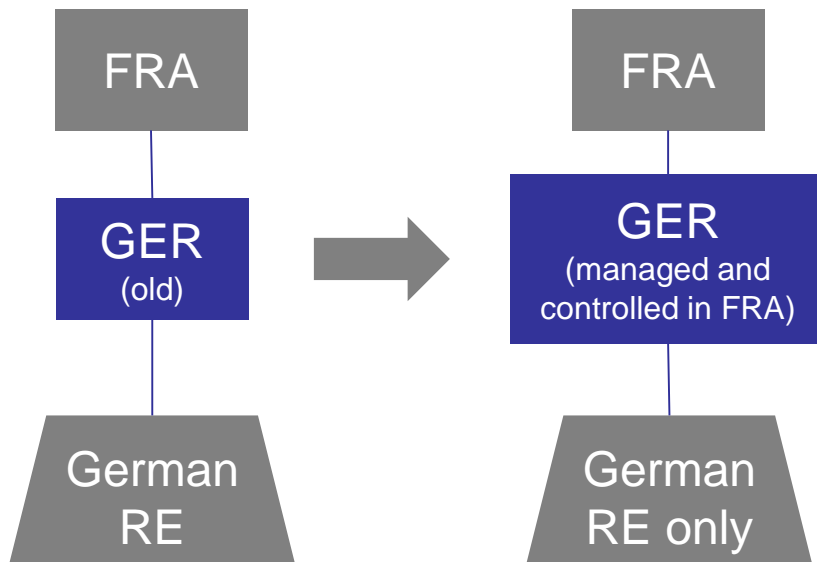 FRA
GER
(old)
German
RE
FRA
GER
(managed and
controlled in FRA)
German
RE only